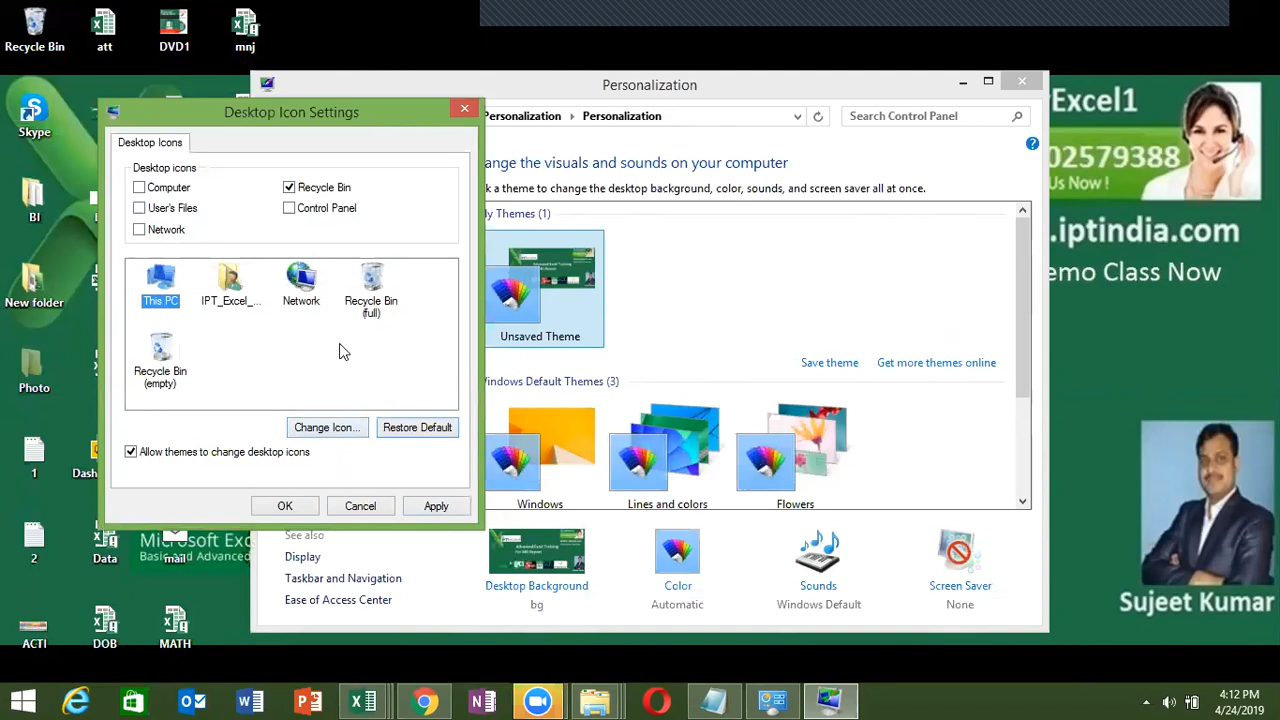 Recycle Bin
att
DVD1
mnj
Skype
BI
New folder
Photo
1
Dash
2
Data
mail
ACTI
DOB
MATH
Microsoft Exc
Basic and Advanced
Excel1
02579388
Us Now !
.iptindia.com
emo Class Now
Sujeet Kumar
Personalization
Personalization
Personalization
Search Control Panel
ange the visuals and sounds on your computer
k a theme to change the desktop background, color, sounds, and screen saver all at once.
y Themes (1)
Unsaved Theme
Save theme
Get more themes online
Windows Default Themes (3)
Windows
Lines and colors
Flowers
See also
Display
Taskbar and Navigation
Ease of Access Center
Desktop Background
bg
Color
Automatic
Sounds
Windows Default
Screen Saver
None
Desktop Icon Settings
Desktop Icons
Desktop icons
Computer
Recycle Bin
User's Files
Control Panel
Network
This PC
IPT_Excel_...
Network
Recycle Bin
(full)
Recycle Bin
(empty)
Change Icon...
Restore Default
Allow themes to change desktop icons
OK
Cancel
Apply
4:12 PM
4/24/2019